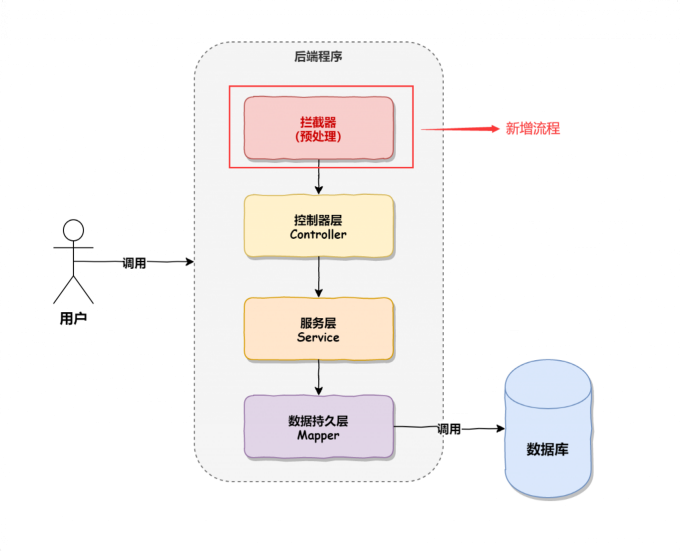 后端程序
拦截器
（预处理）
新增流程
控制器层
Controller
调用
用户
服务层
Service
数据持久层
Mapper
调用
数据库